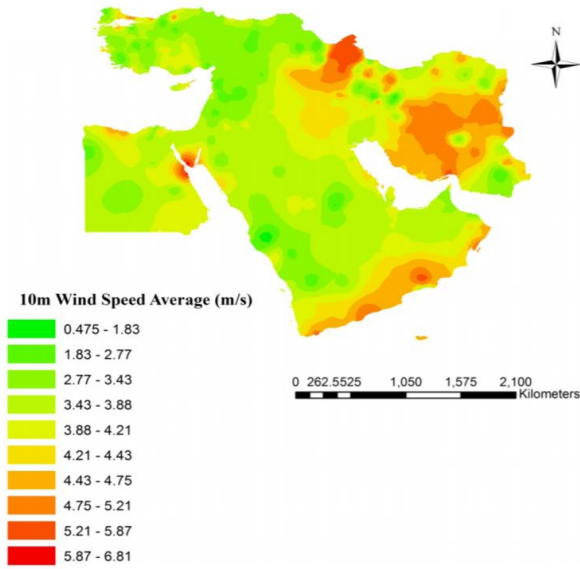 N
10m Wind Speed Average (m/s)
0.475 - 1.83
1.83 - 2.77
2.77 - 3.43
3.43 - 3.88
3.88 - 4.21
4.21 - 4.43
4.43 - 4.75
4.75 - 5.21
5.21 - 5.87
5.87 - 6.81
0 262.5525 1,050 1,575 2,100
Kilometers